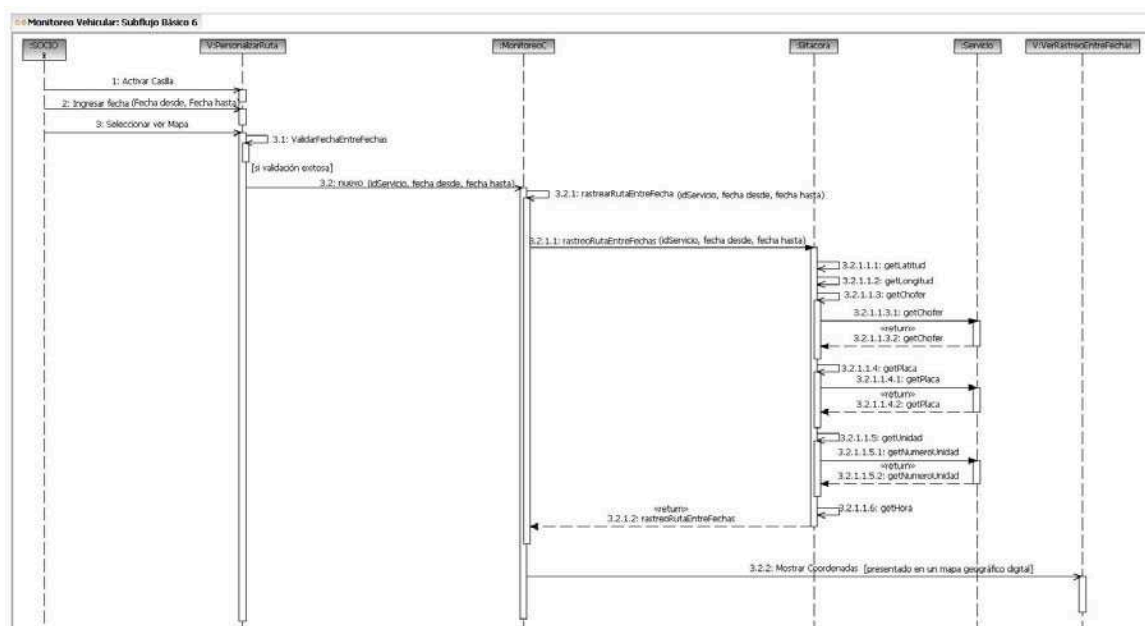 Monitoreo Vehicular: Subflujo Básico 6
:SOCIO
V:PersonalizarRuta
:MonitoreoC
:Bitacora
:Servicio
V:VerRastreoEntreFechas
1: Activar Casilla
2: Ingresar fecha (Fecha desde, Fecha hasta)
3: Seleccionar ver Mapa
3.1: ValidarFechaEntreFechas
[si validación exitosa]
3.2: nuevo (idServicio, fecha desde, fecha hasta)
3.2.1: rastrearRutaEntreFecha (idServicio, fecha desde, fecha hasta)
3.2.1.1: rastreoRutaEntreFechas (idServicio, fecha desde, fecha hasta)
3.2.1.1.1: getLatitud
3.2.1.1.2: getLongitud
3.2.1.1.3: getChofer
3.2.1.1.3.1: getChofer
«return»
3.2.1.1.3.2: getChofer
3.2.1.1.4: getPlaca
3.2.1.1.4.1: getPlaca
«return»
3.2.1.1.4.2: getPlaca
3.2.1.1.5: getUnidad
3.2.1.1.5.1: getNumeroUnidad
«return»
3.2.1.1.5.2: getNumeroUnidad
3.2.1.1.6: getHora
«return»
3.2.1.2: rastreoRutaEntreFechas
3.2.2: Mostrar Coordenadas [presentado en un mapa geográfico digital]